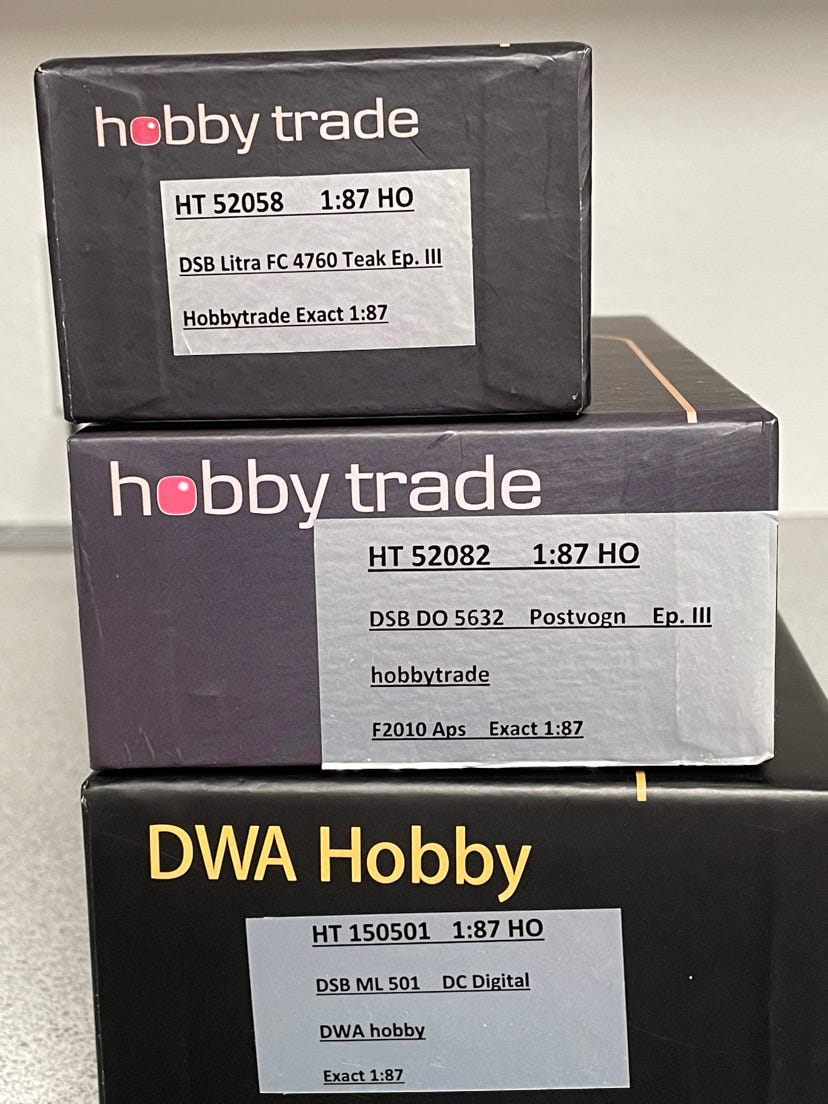 hobby trade
HT 52058 1:87 HO
DSB Litra FC 4760 Teak Ep. III
Hobbytrade Exact 1:87
hobby trade
HT 52082 1:87 HO
DSB DO 5632 Postvogn Ep. III
hobbytrade
F2010 Aps Exact 1:87
DWA Hobby
HT 150501 1:87 HO
DSB ML 501 DC Digital
DWA hobby
Exact 1:87